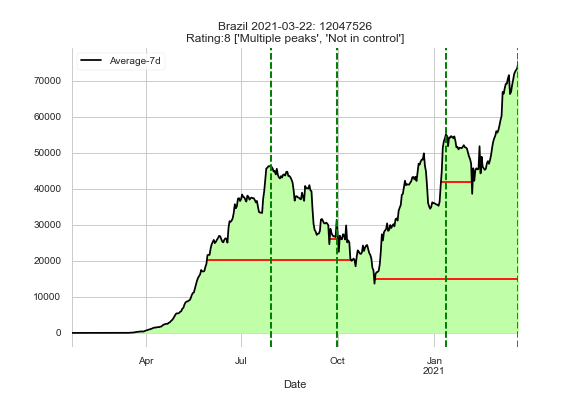 Brazil 2021-03-22: 12047526
Rating:8 ['Multiple peaks', 'Not in control']
Average-7d
70000
60000
50000
40000
30000
20000
10000
0
Apr
Jul
Oct
Jan
2021
Date